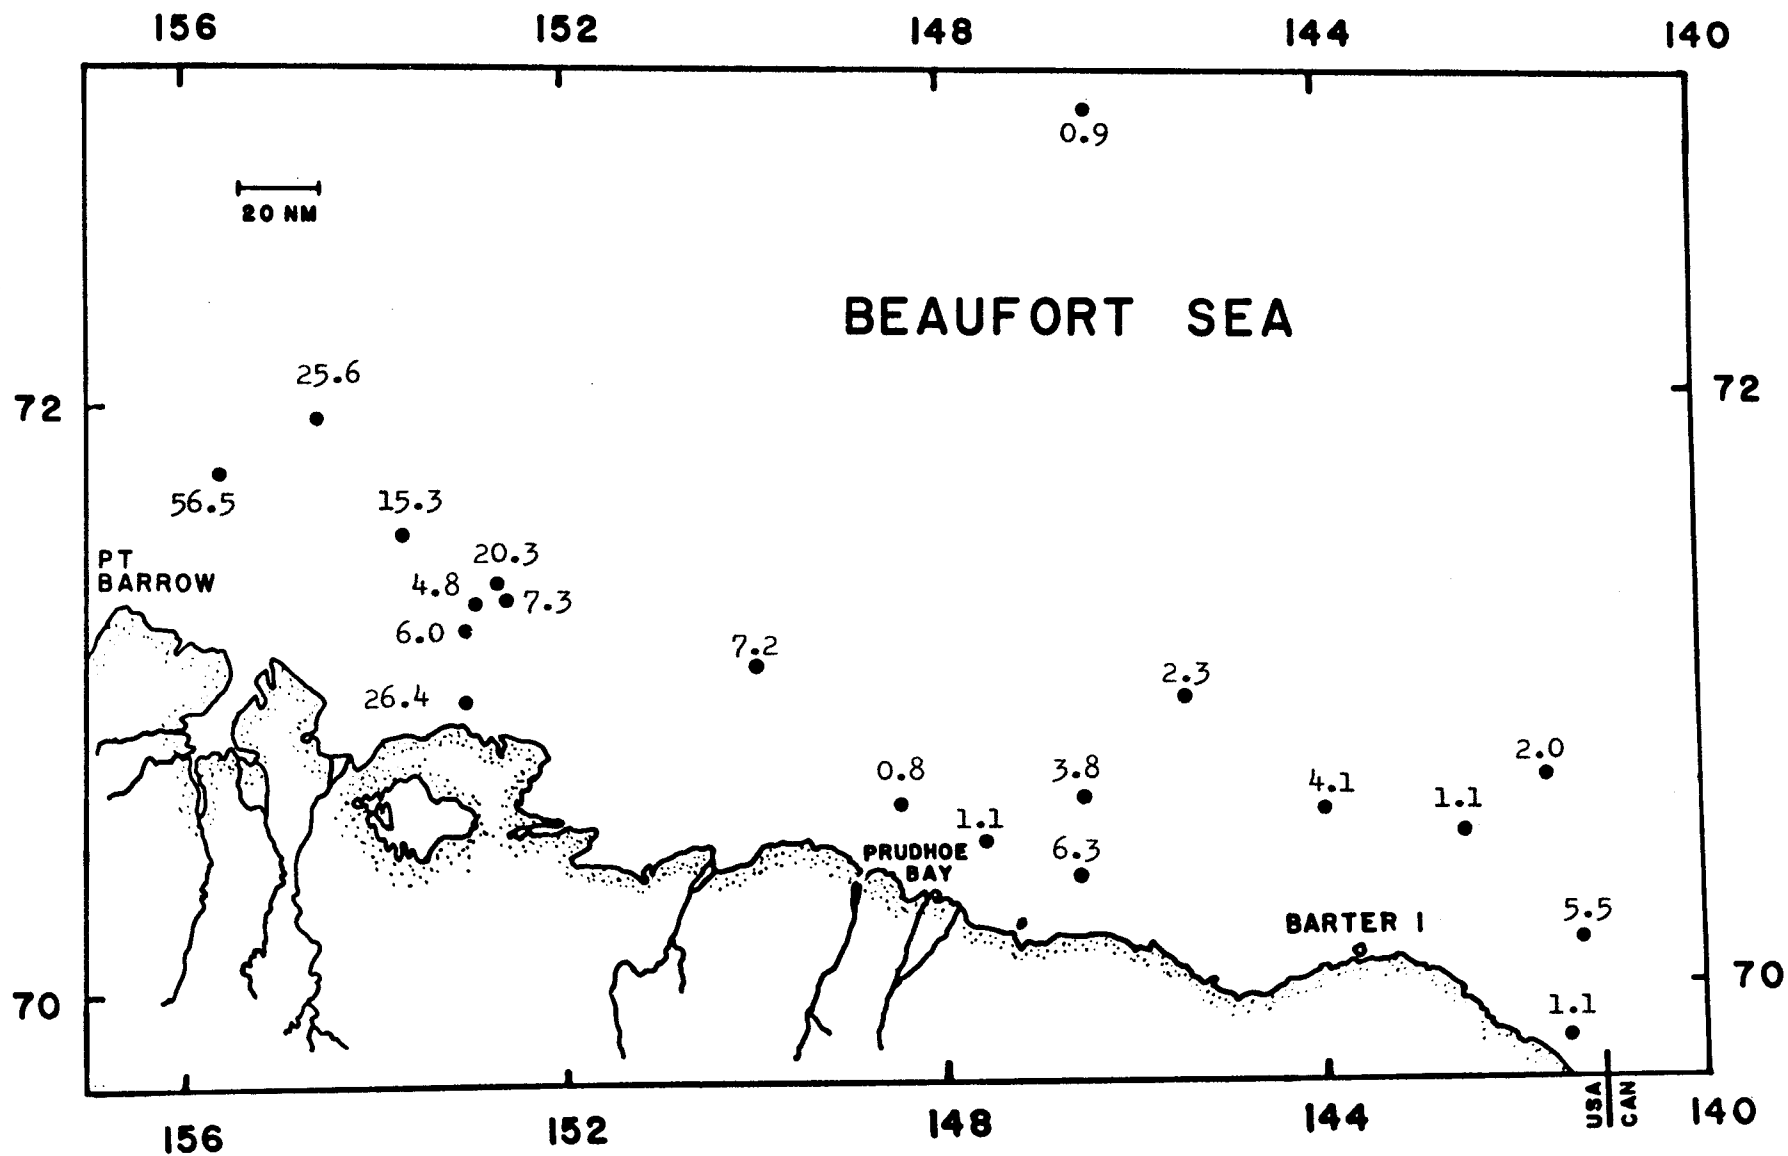 156 152 148 144 140
0.9
20 NM
BEAUFORT SEA
25.6
72 72
56.5 15.3
20.3
PT
BARROW
4.8 7.3
6.0
7.2
2.3
26.4
2.0
0.8 3.8 4.1 1.1
1.1
PRUDHOE
BAY
6.3
5.5
BARTER I
70 70
1.1
USA
CAN
156 152 148 144 140